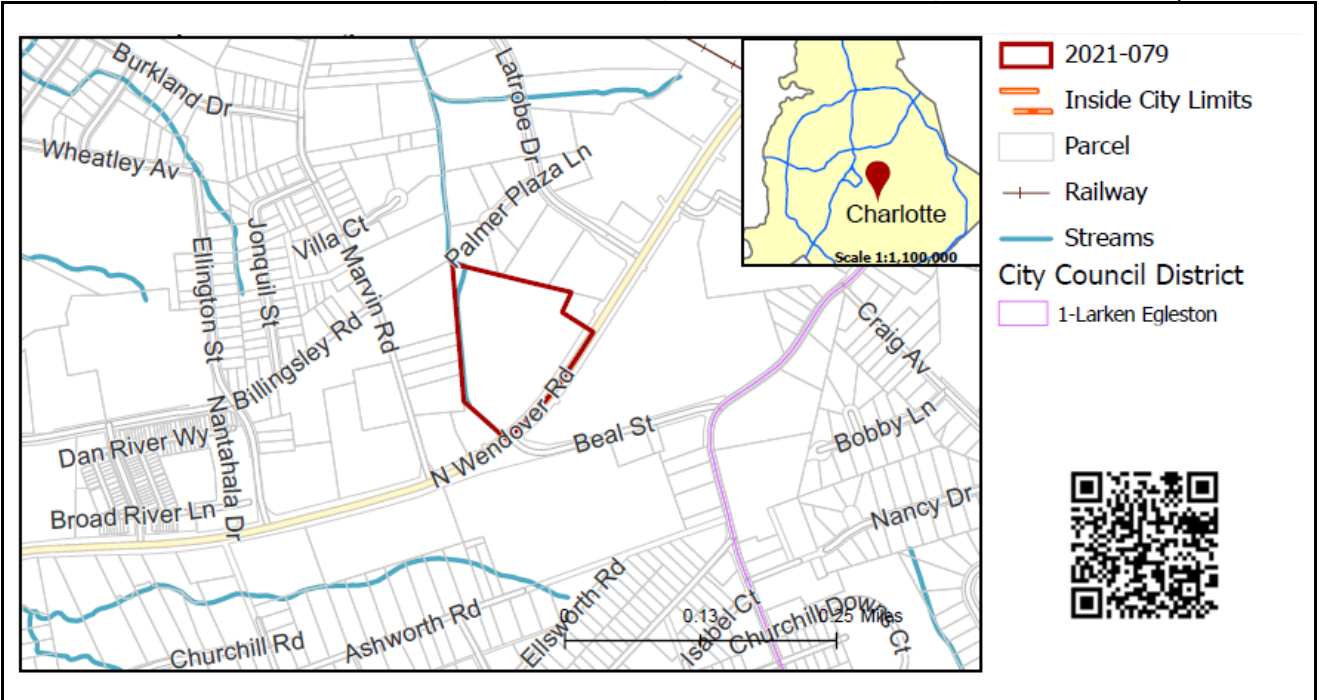 Burkland Dr
Latrobe Dr
Wheatley Av
Palmer Plaza Ln
Villa Ct
Jonquil St
Ellington St
Marvin Rd
Billingsley Rd
Nantahala Dr
Dan River Wy
Broad River Ln
N Wendover Rd
Beal St
Craig Av
Bobby Ln
Nancy Dr
Ellsworth Rd
Isabel Ct
Churchill Downs Ct
Ashworth Rd
Churchill Rd
0 0.13 0.25 Miles
Charlotte
Scale 1:1,100,000
2021-079
Inside City Limits
Parcel
Railway
Streams
City Council District
1-Larken Egleston